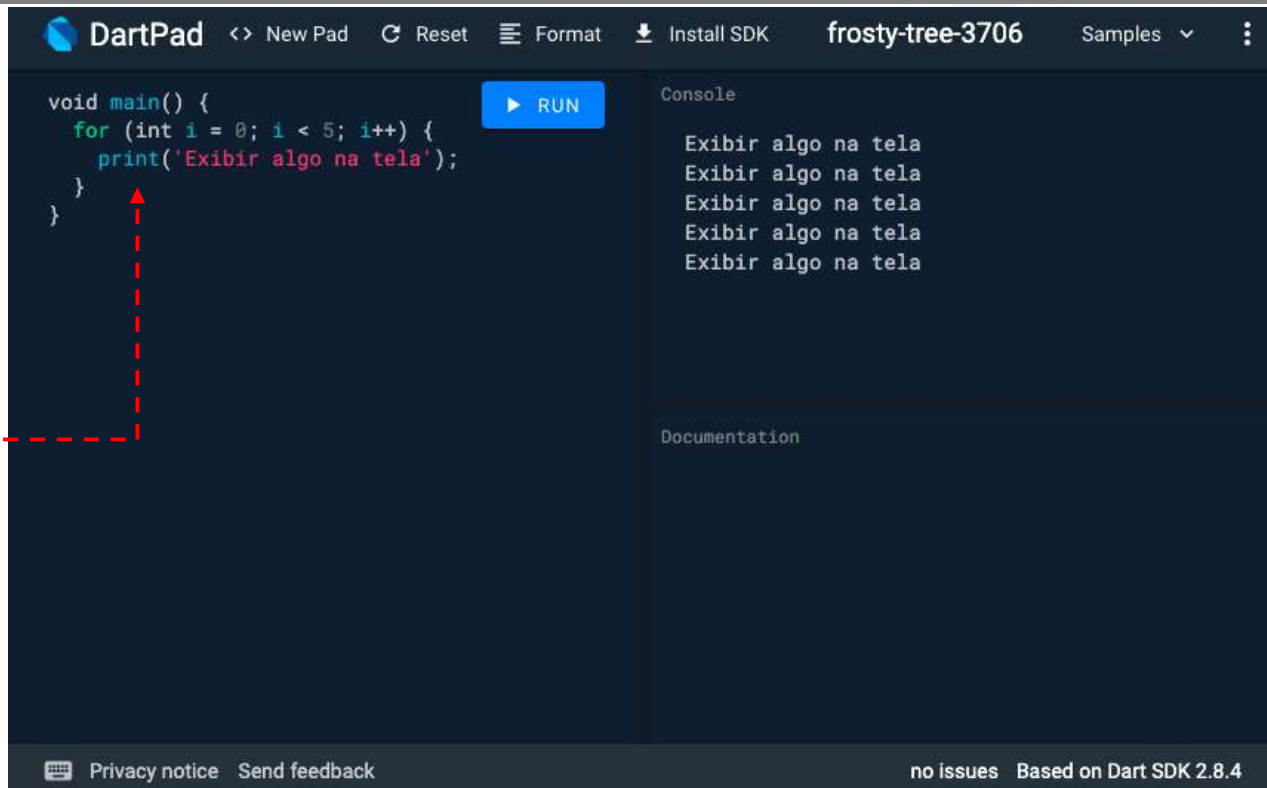 DartPad <> New Pad Reset Format Install SDK frosty-tree-3706 Samples
void main() {
for (int i = 0; i < 5; i++) {
print('Exibir algo na tela');
}
}
RUN
Console
Exibir algo na tela
Exibir algo na tela
Exibir algo na tela
Exibir algo na tela
Exibir algo na tela
Documentation
Privacy notice Send feedback no issues Based on Dart SDK 2.8.4